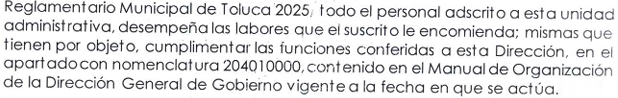 Reglamentario Municipal de Toluca 2025, todo el personal adscrito a esta unidad
administrativa, desempeña las labores que el suscrito le encomienda; mismas que
tienen por objeto, cumplimentar las funciones conferidas a esta Dirección, en el
apartado con nomenclatura 204010000, contenido en el Manual de Organización
de la Dirección General de Gobierno vigente a la fecha en que se actúa.